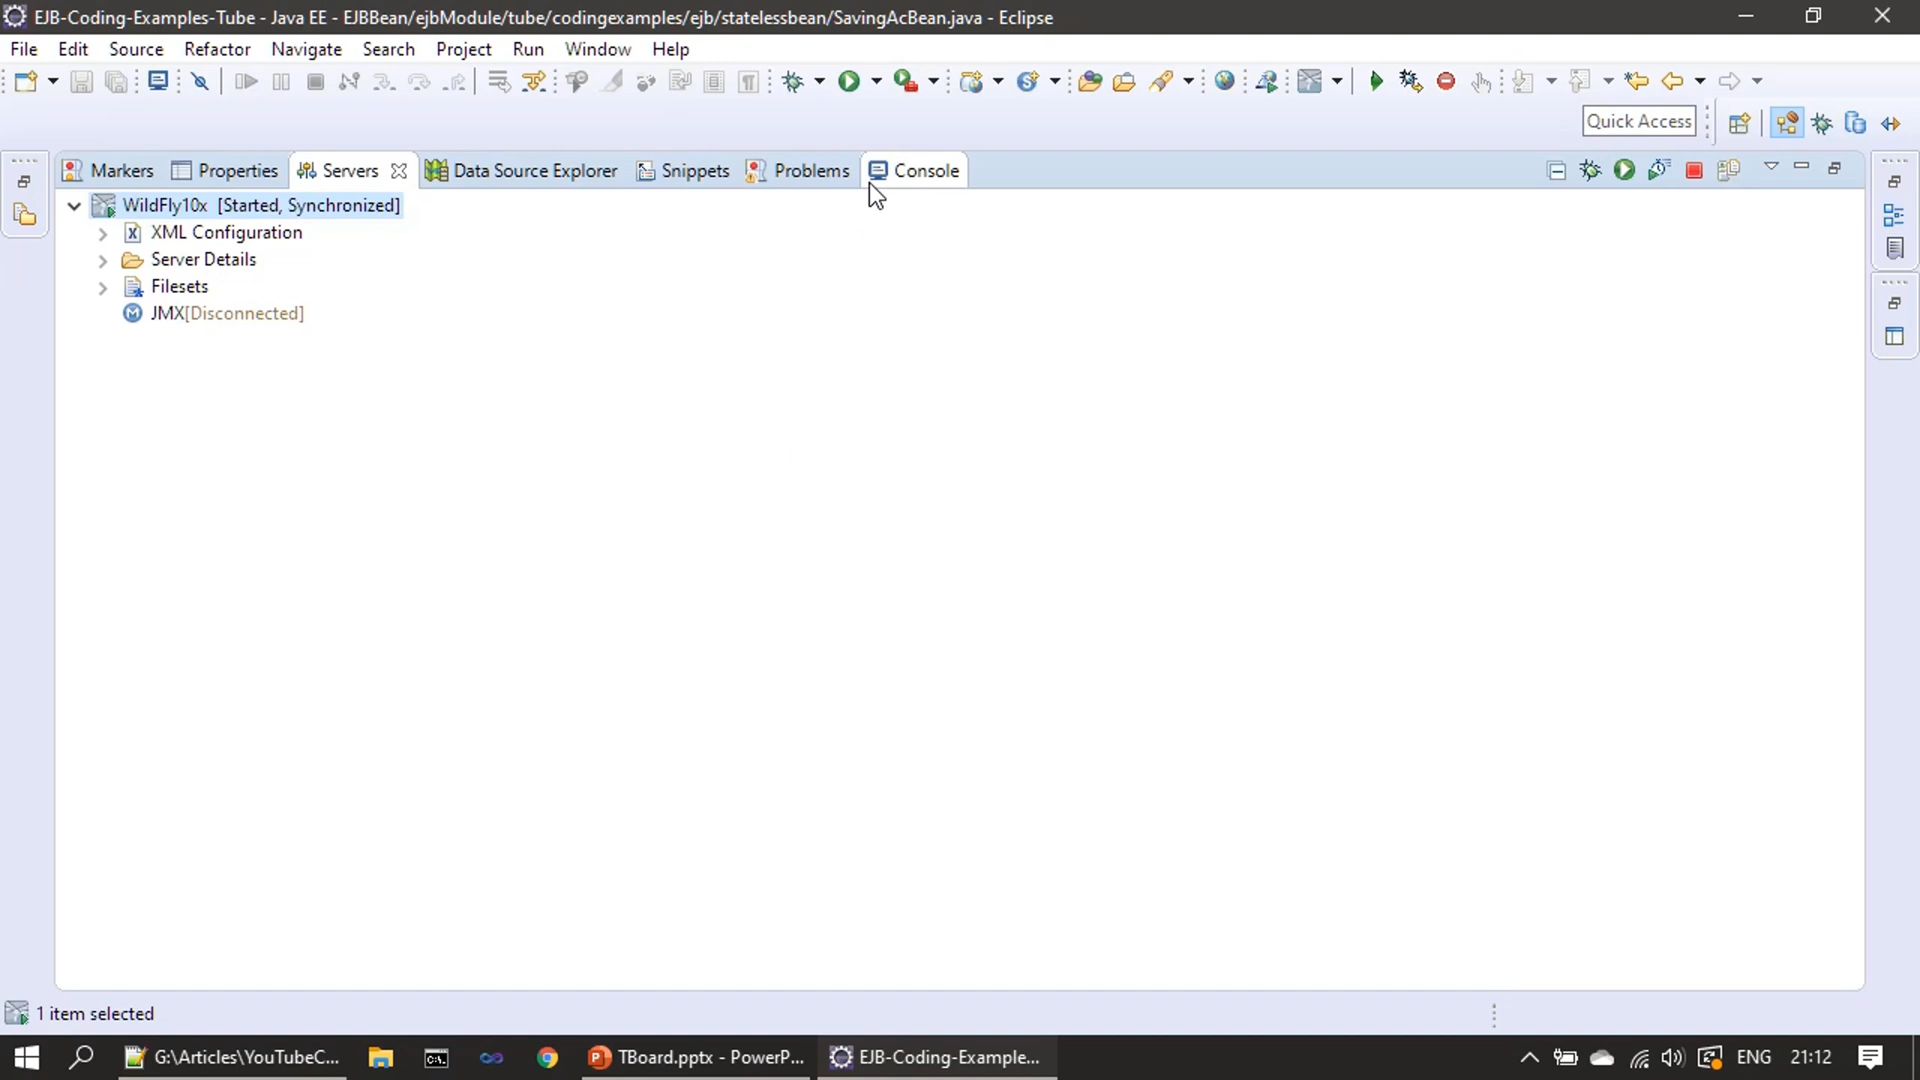 EJB-Coding-Examples-Tube - Java EE - EJBBean/ejbModule/tube/codingexamples/ejb/statelessbean/SavingAcBean.java - Eclipse
File Edit Source Refactor Navigate Search Project Run Window Help
Quick Access
Markers Properties Servers Data Source Explorer Snippets Problems Console
WildFly10x [Started, Synchronized]
XML Configuration
Server Details
Filesets
JMX[Disconnected]
1 item selected
G:\Articles\YouTubeC... TBoard.pptx - PowerP... EJB-Coding-Example... ENG 21:12